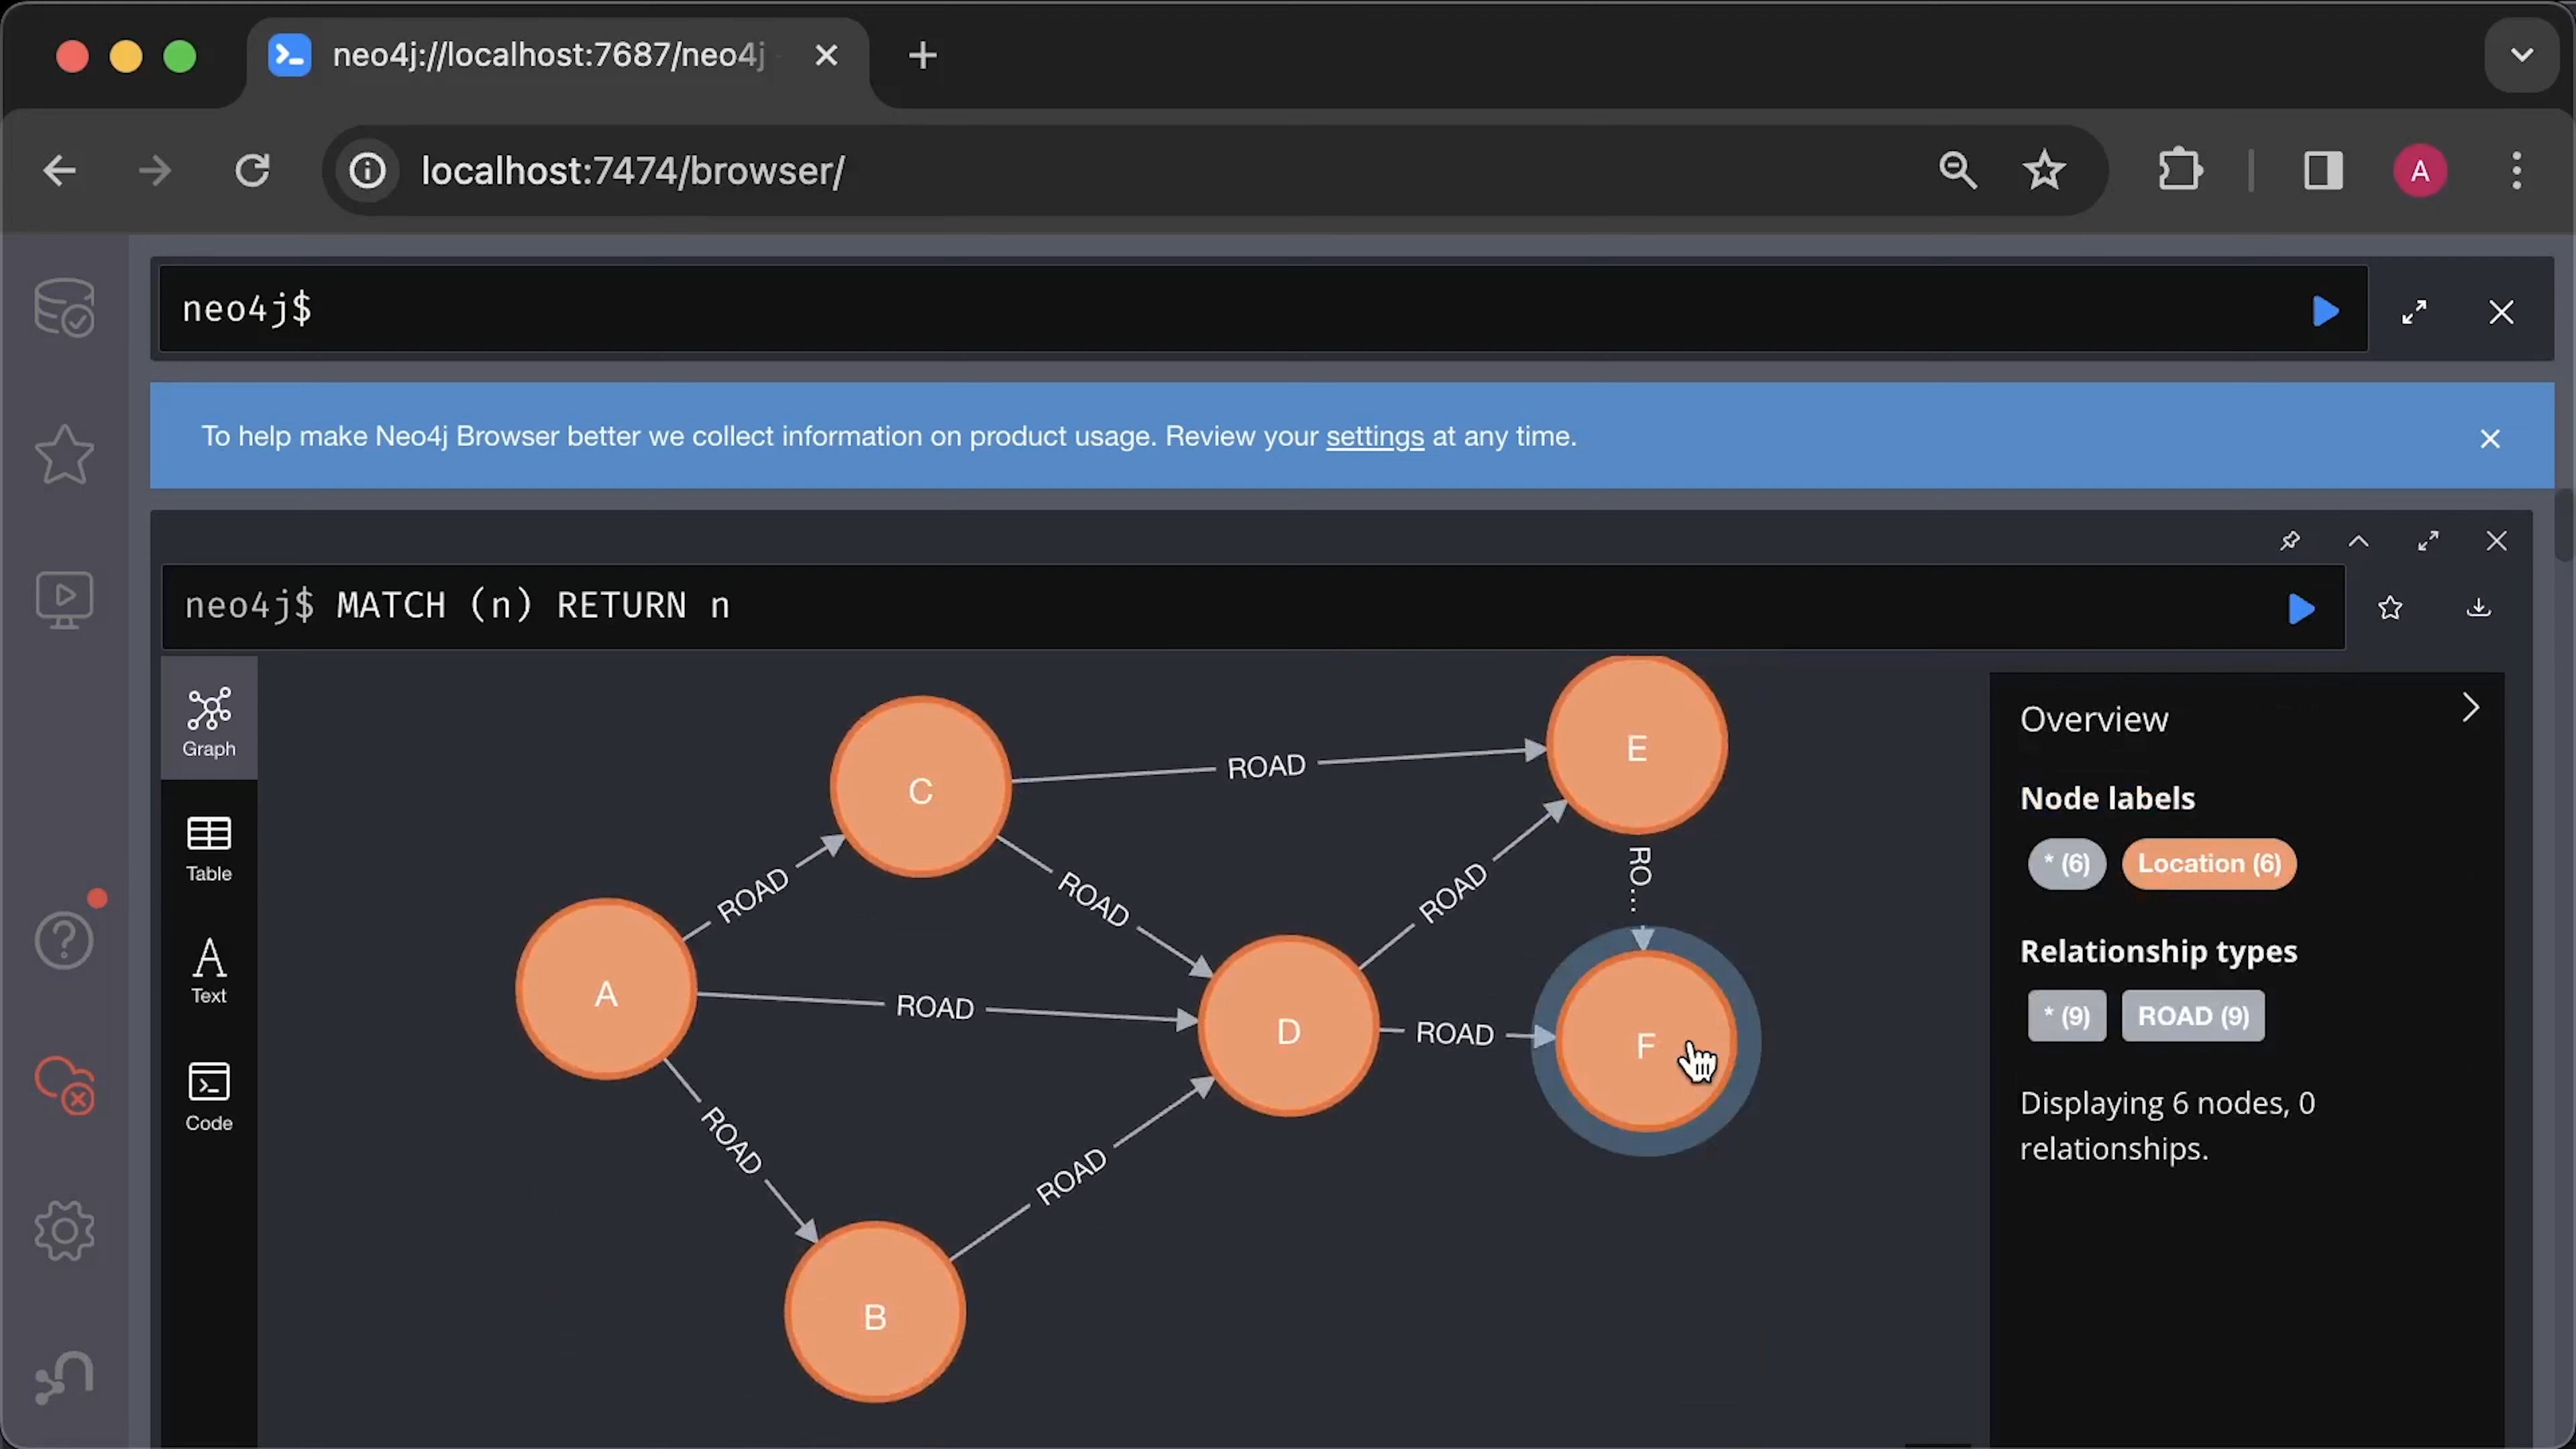 neo4j://localhost:7687/neo4j
localhost:7474/browser/
A
neo4j$
To help make Neo4j Browser better we collect information on product usage. Review your settings at any time.
neo4j$ MATCH (n) RETURN n
Graph
Table
Text
Code
C
E
ROAD
ROAD
ROAD
ROAD
RO...
A
ROAD
D
ROAD
F
ROAD
ROAD
B
Overview
Node labels
* (6) Location (6)
Relationship types
* (9) ROAD (9)
Displaying 6 nodes, 0
relationships.